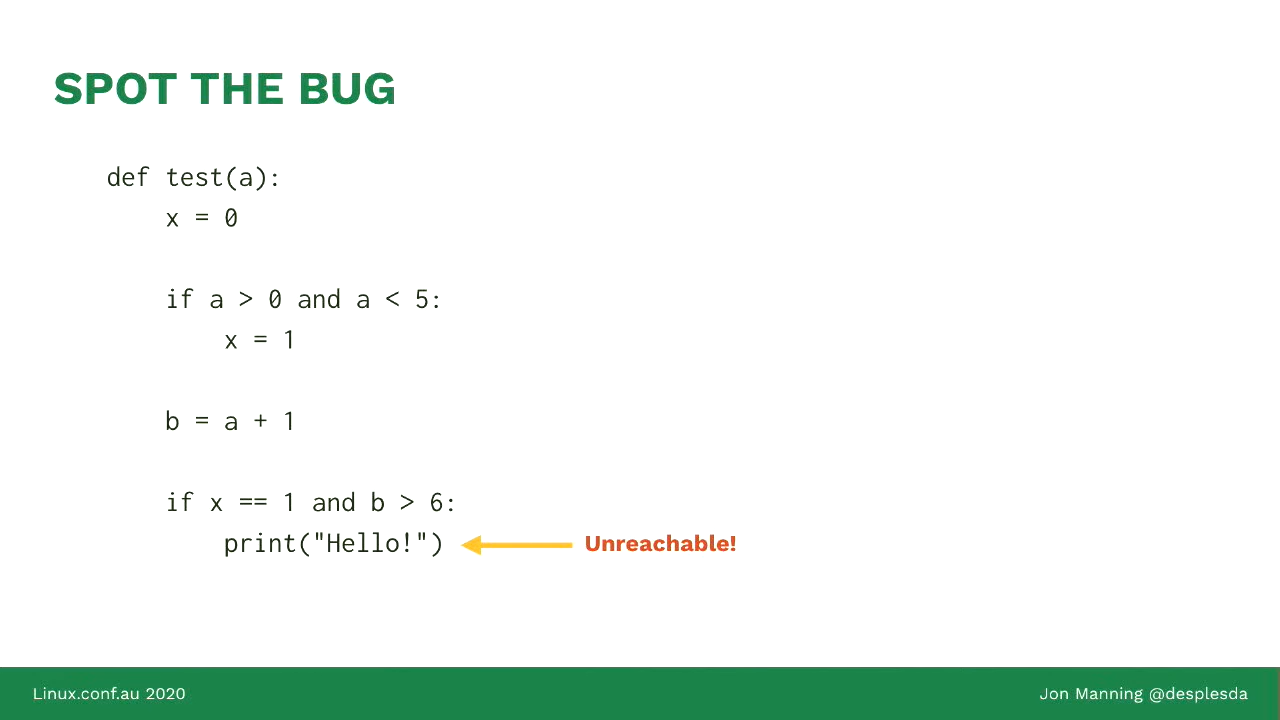 SPOT THE BUG
def test(a):
    x = 0
    if a > 0 and a < 5:
        x = 1
    b = a + 1
    if x == 1 and b > 6:
        print("Hello!")
Unreachable!
Linux.conf.au 2020
Jon Manning @desplesda